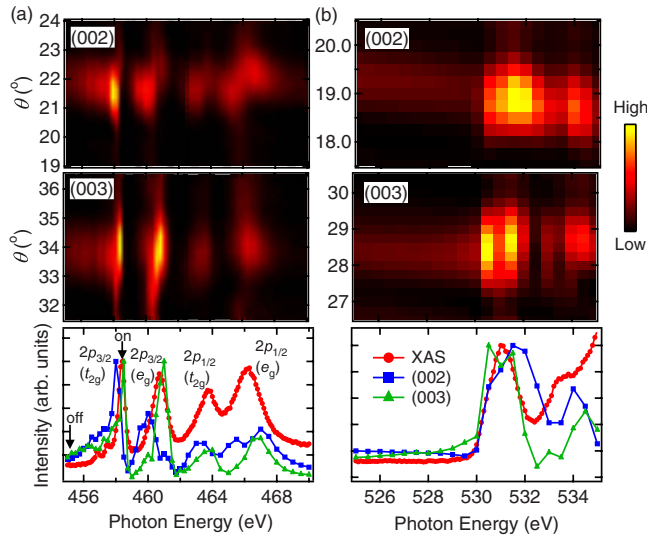 (a)
(b)
24
23
22
21
20
19
θ (°)
(002)
20.0
19.0
18.0
θ (°)
(002)
High
Low
36
35
34
33
32
θ (°)
(003)
30
29
28
27
θ (°)
(003)
Intensity (arb. units)
off
on
2p3/2
(t2g)
2p3/2
(eg)
2p1/2
(t2g)
2p1/2
(eg)
456 460 464 468
Photon Energy (eV)
XAS
(002)
(003)
526 528 530 532 534
Photon Energy (eV)